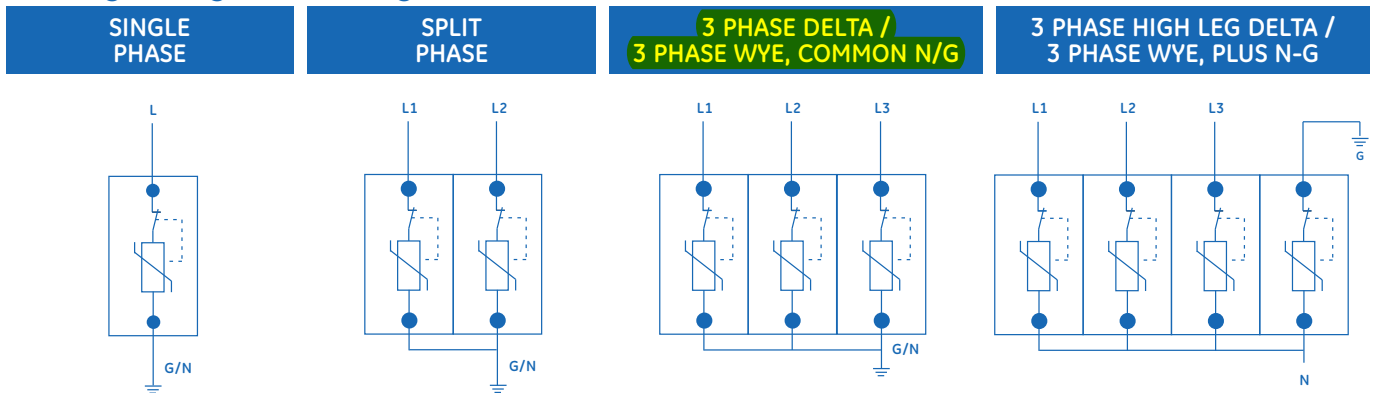 SINGLE
PHASE
SPLIT
PHASE
3 PHASE DELTA /
3 PHASE WYE, COMMON N/G
3 PHASE HIGH LEG DELTA /
3 PHASE WYE, PLUS N-G
L
L1 L2
L1 L2 L3
L1 L2 L3
G
G/N
G/N
G/N
N